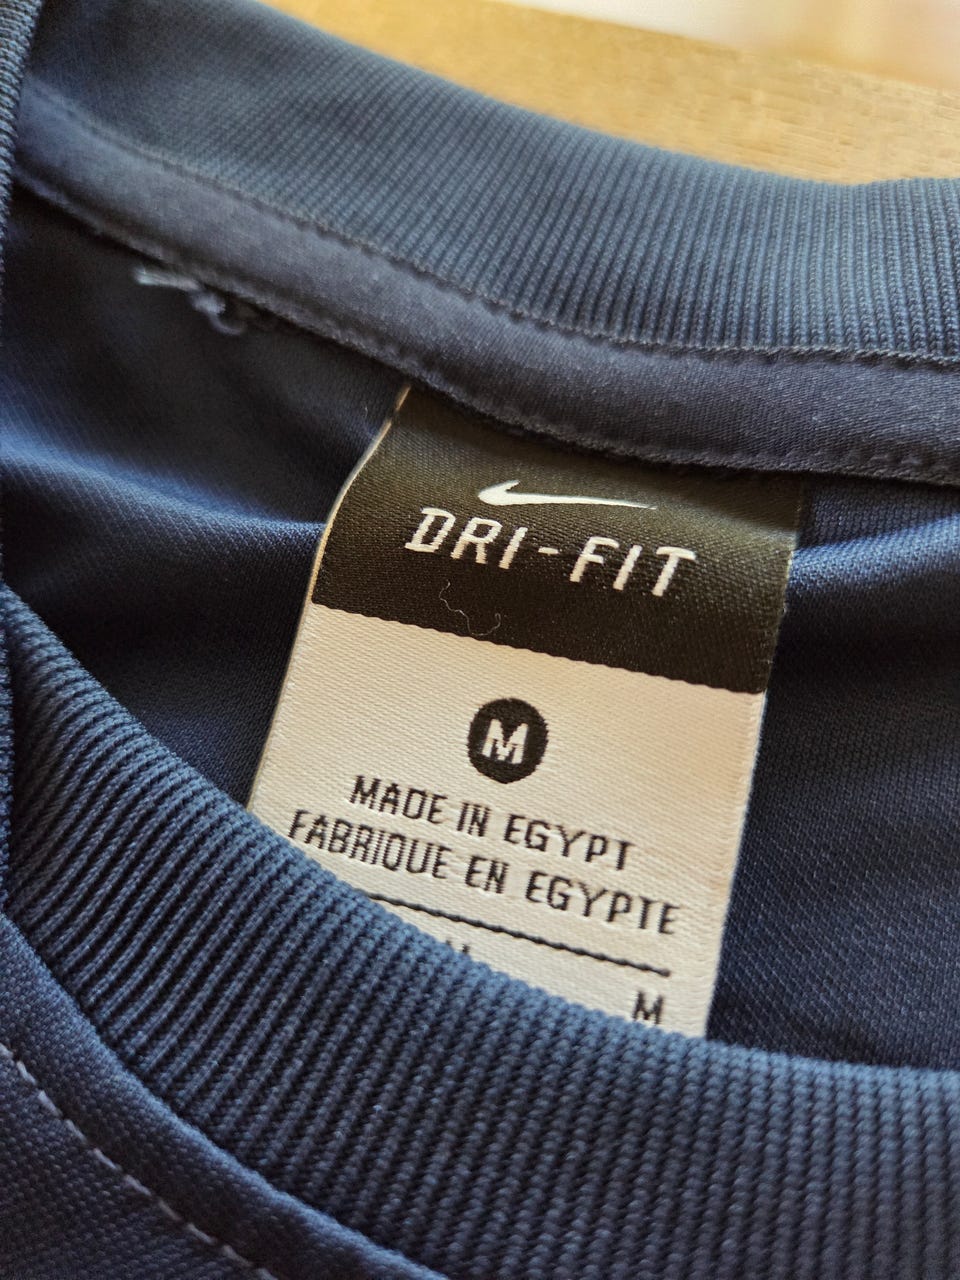 DRI-FIT
M
MADE IN EGYPT
FABRIQUE EN EGYPTE
M